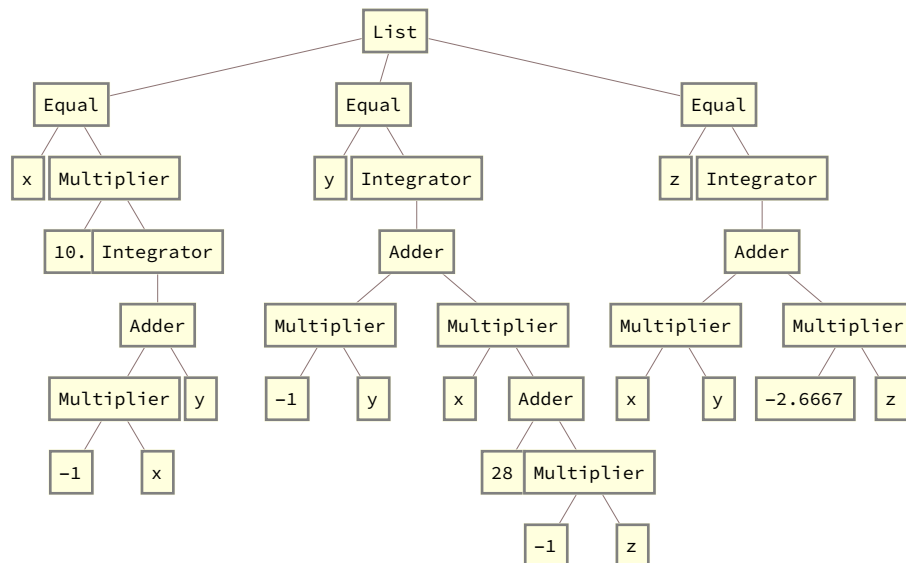 List
Equal Equal Equal
x Multiplier y Integrator z Integrator
10. Integrator Adder Adder
Adder Multiplier Multiplier Multiplier Multiplier
Multiplier y -1 y x Adder x y -2.6667 z
-1 x 28 Multiplier
-1 z